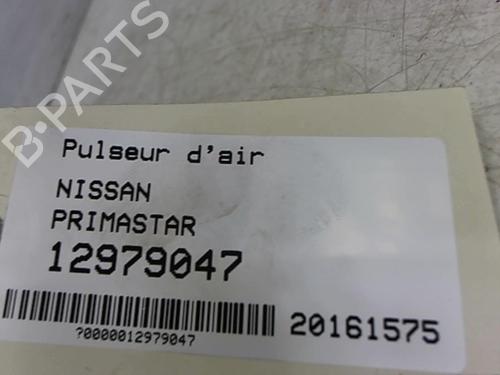 B-PARTS
Pulseur d'air
NISSAN
PRIMASTAR
12979047
20161575
?0000012979047